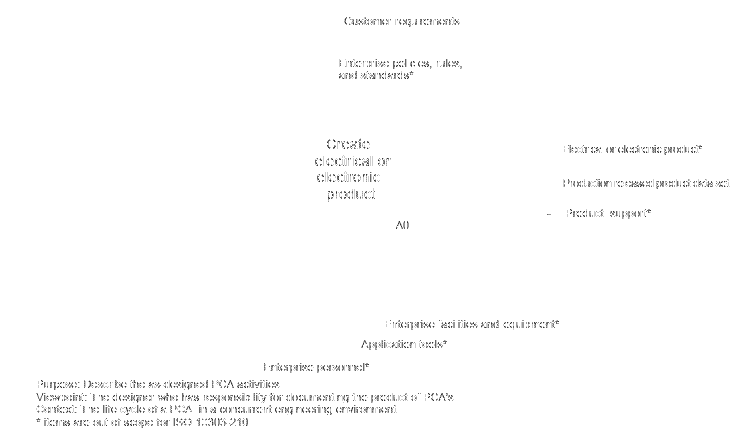 Customer requirements
Enterprise policies, rules,
and standards*
Create
electrical or
electronic
product
Electrical or electronic product*
Production released product data set
Product support*
A0
Enterprise facilities and equipment*
Application tools*
Enterprise personnel*
Purpose: Describe the as designed PCA activities
Viewpoint: The designer who has responsibility for documenting the product of PCA's
Context: The life cycle of a PCA in a concurrent engineering environment
* items are out of scope for ISO 10303-210